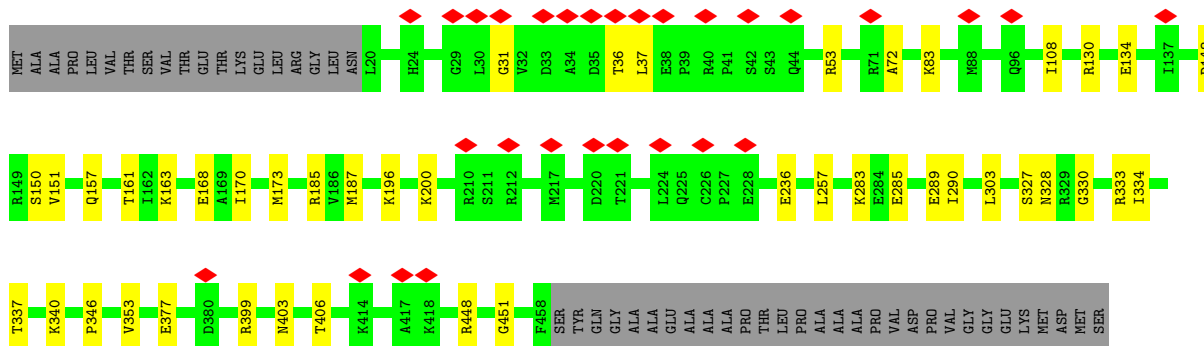 MET ALA ALA PRO LEU VAL THR SER VAL THR GLU THR THR LYS GLU LEU ARG GLY LEU ASN L20 H24 G29 L30 G31 V32 D33 A34 D35 T36 L37 E38 P39 R40 P41 S42 S43 Q44 R53 R71 A72 K83 M88 Q96 I108 R130 E134 I137
R149 S150 V151 Q157 T161 I162 K163 E168 A169 I170 M173 R185 V186 M187 K196 K200 R210 S211 R212 M217 D220 T221 L224 Q225 C226 P227 E228 E236 L257 K283 E284 E285 E289 I290 L303 S327 N328 R329 G330 R333 I334
T337 K340 P346 V353 E377 D380 R399 N403 T406 K414 A417 K418 R448 G451 F458 SER TYR GLN GLY ALA ALA GLU ALA ALA ALA PRO THR LEU PRO ALA ALA ALA PRO VAL ASP PRO VAL GLY GLY GLU LYS MET ASP MET SER